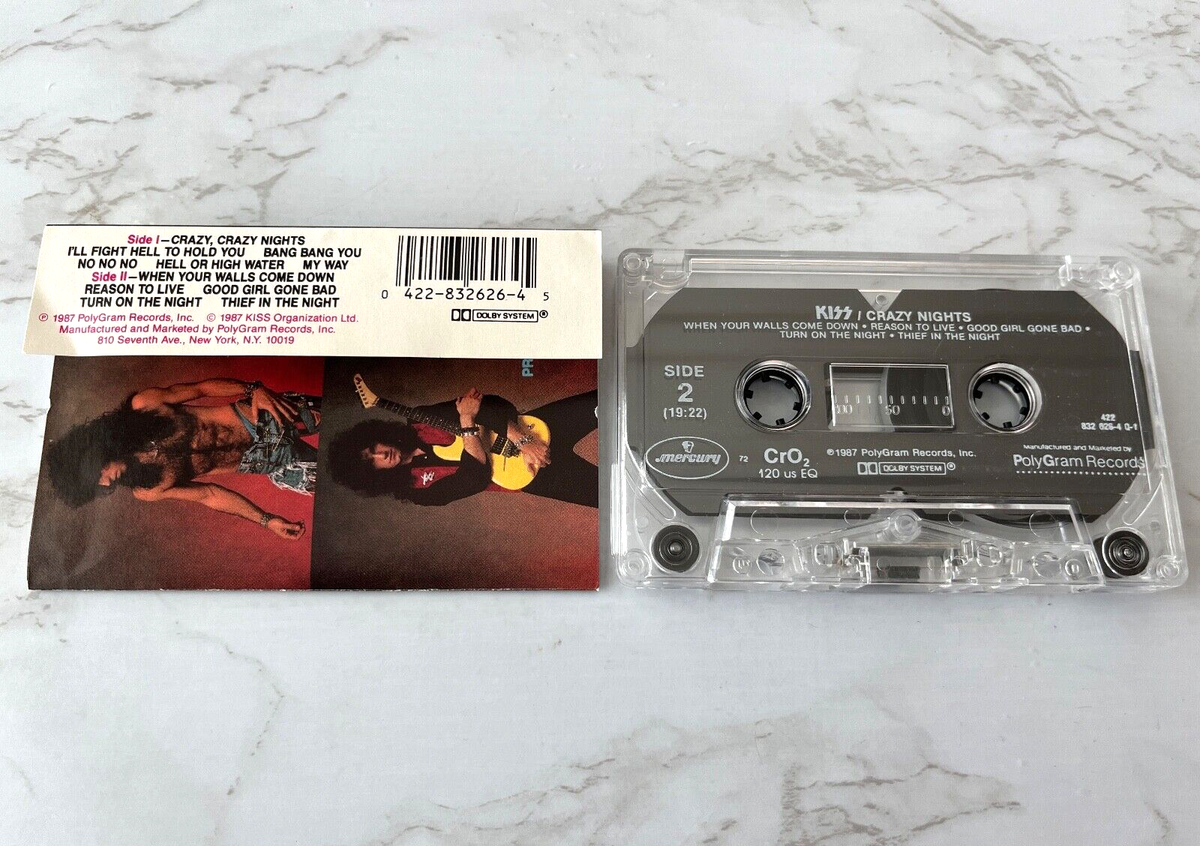 Side I—CRAZY, CRAZY NIGHTS
I'LL FIGHT HELL TO HOLD YOU BANG BANG YOU
NO NO NO HELL OR HIGH WATER MY WAY
Side II—WHEN YOUR WALLS COME DOWN
REASON TO LIVE GOOD GIRL GONE BAD
TURN ON THE NIGHT THIEF IN THE NIGHT
℗ 1987 PolyGram Records, Inc. © 1987 KISS Organization Ltd.
Manufactured and Marketed by PolyGram Records, Inc.
810 Seventh Ave., New York, N.Y. 10019
0 422-832626-4 5
DOLBY SYSTEM®
PR
KISS / CRAZY NIGHTS
WHEN YOUR WALLS COME DOWN • REASON TO LIVE • GOOD GIRL GONE BAD •
TURN ON THE NIGHT • THIEF IN THE NIGHT
SIDE
2
(19:22)
100 50 0
422
832 626-4 Q-1
mercury
72
CrO2
120 us EQ
℗1987 PolyGram Records, Inc.
DOLBY SYSTEM®
Manufactured and Marketed by
PolyGram Records